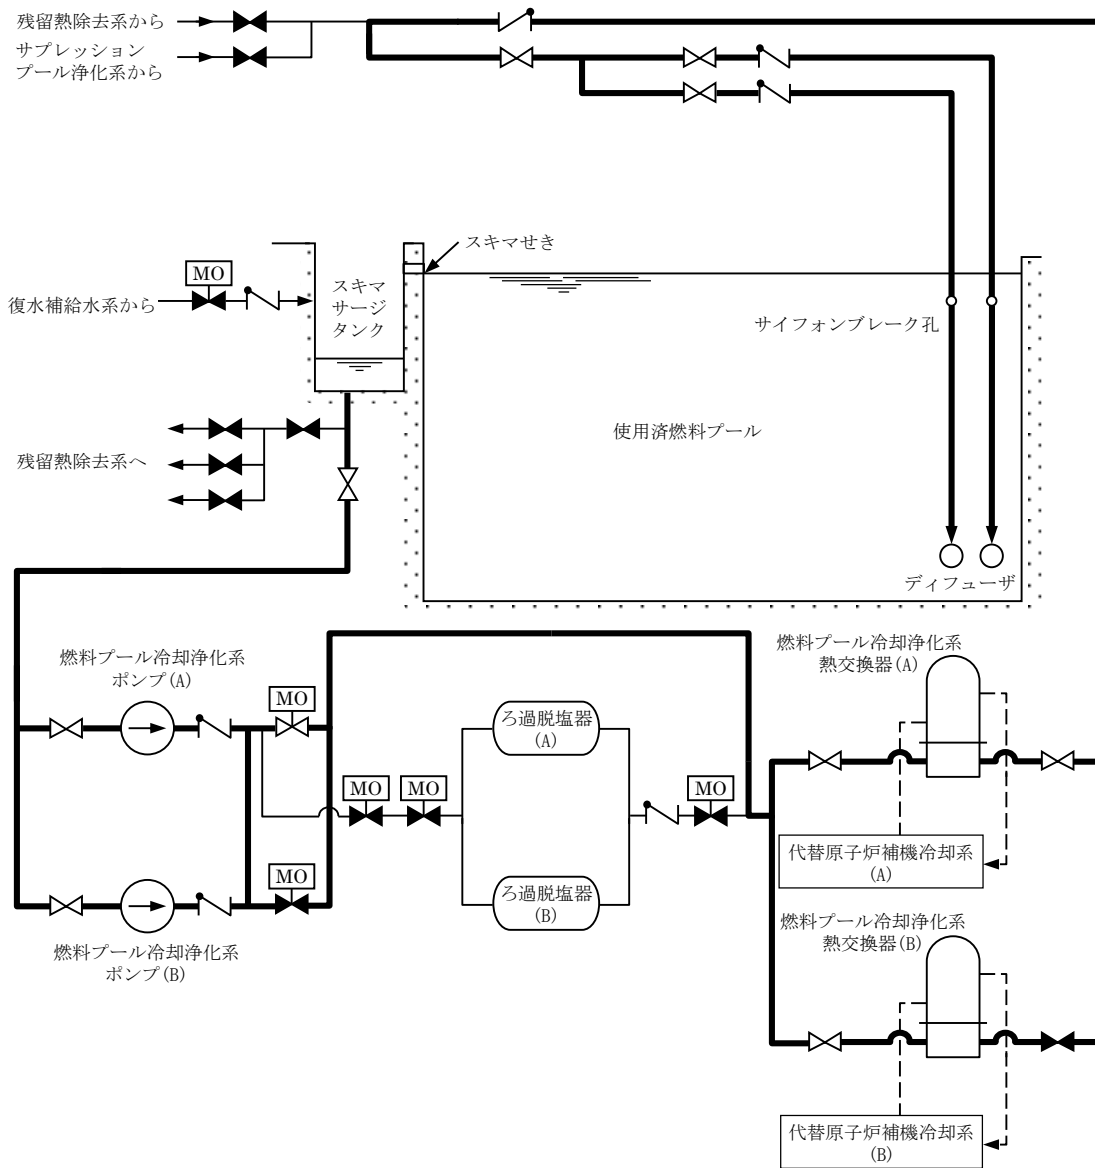 残留熱除去系から
サプレッション
プール浄化系から
スキマせき
MO
復水補給水系から
スキマ
サージ
タンク
サイフォンブレーク孔
使用済燃料プール
残留熱除去系へ
ディフューザ
燃料プール冷却浄化系
ポンプ(A)
MO
燃料プール冷却浄化系
熱交換器(A)
ろ過脱塩器
(A)
MO
MO
MO
代替原子炉補機冷却系
(A)
MO
ろ過脱塩器
(B)
燃料プール冷却浄化系
ポンプ(B)
燃料プール冷却浄化系
熱交換器(B)
代替原子炉補機冷却系
(B)